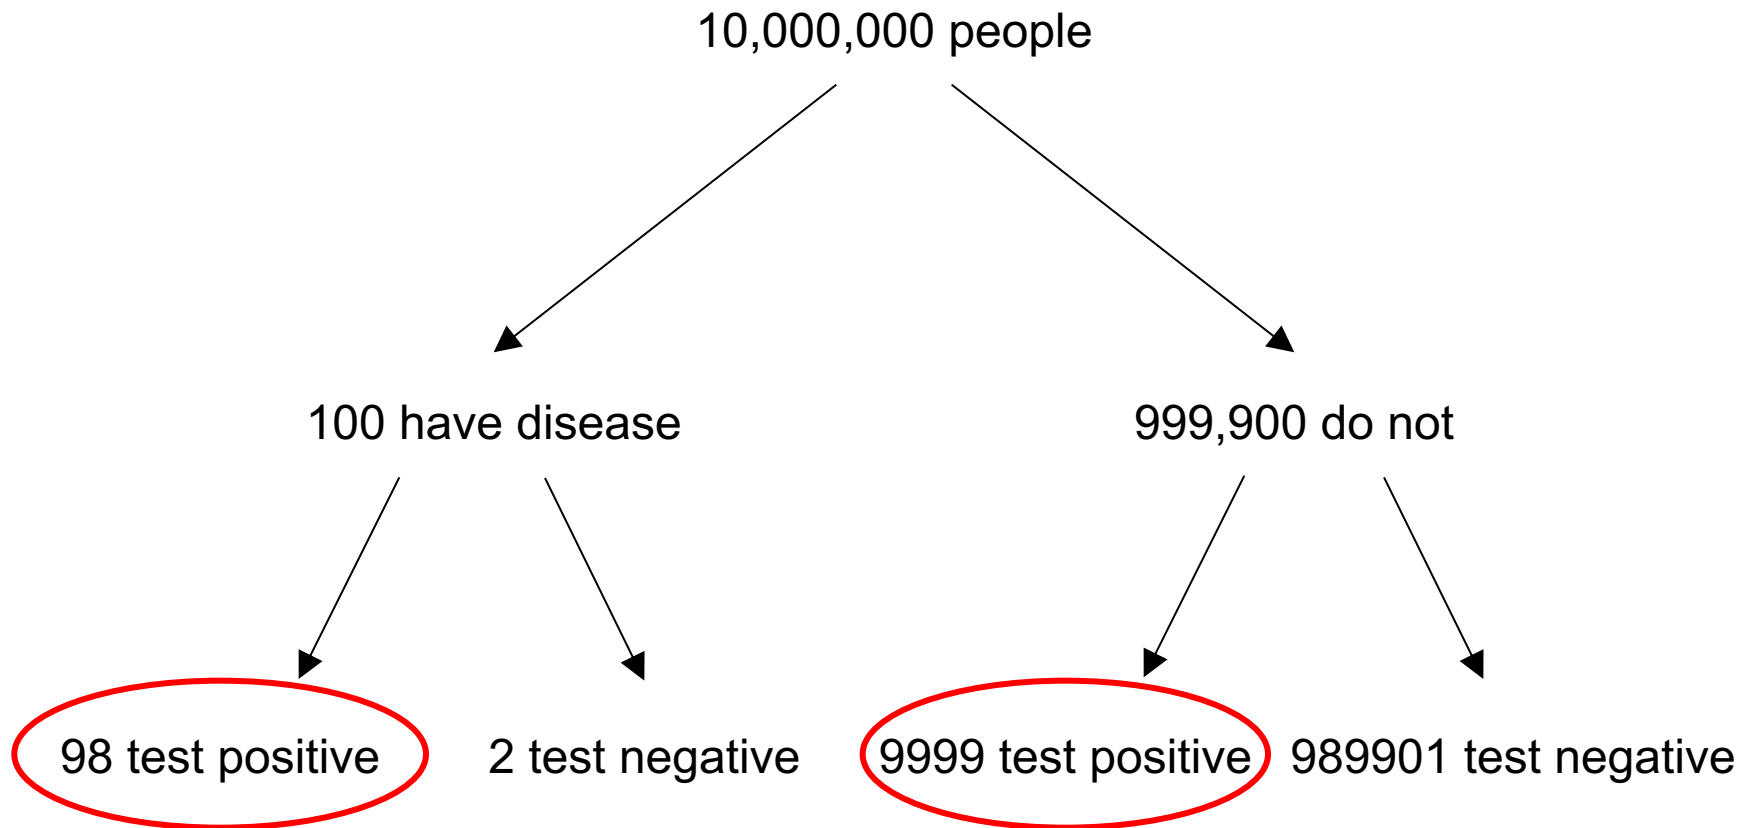 10,000,000 people
100 have disease
999,900 do not
98 test positive
2 test negative
9999 test positive
989901 test negative